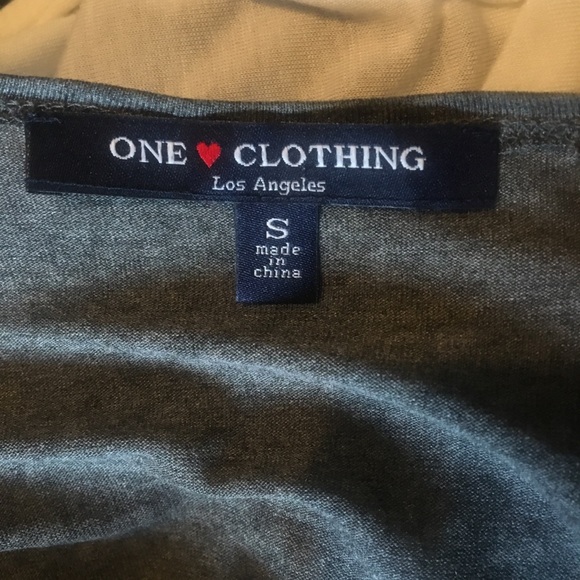 ONE ♥ CLOTHING
Los Angeles
S
made
in
china